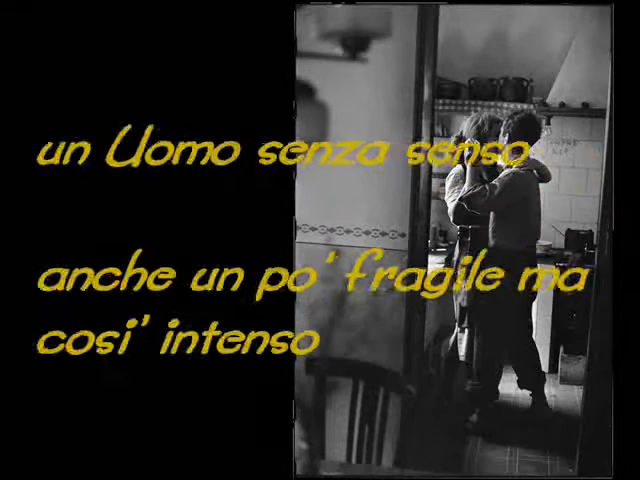 un Uomo senza senso
anche un po' fragile ma
cosi' intenso